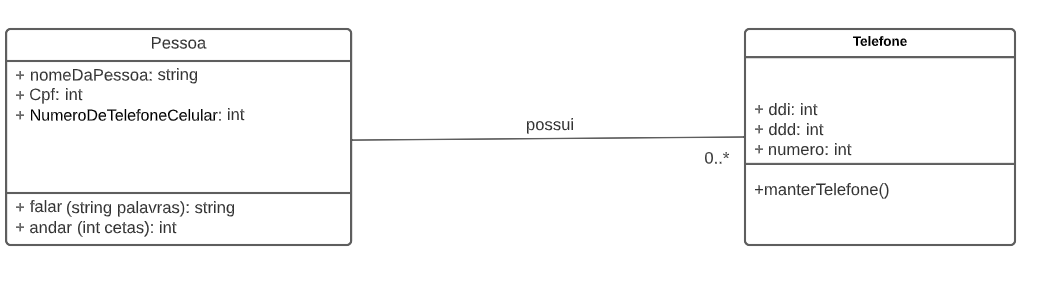 Pessoa
+ nomeDaPessoa: string
+ Cpf: int
+ NumeroDeTelefoneCelular: int
+ falar (string palavras): string
+ andar (int cetas): int
possui
0..*
Telefone
+ ddi: int
+ ddd: int
+ numero: int
+manterTelefone()